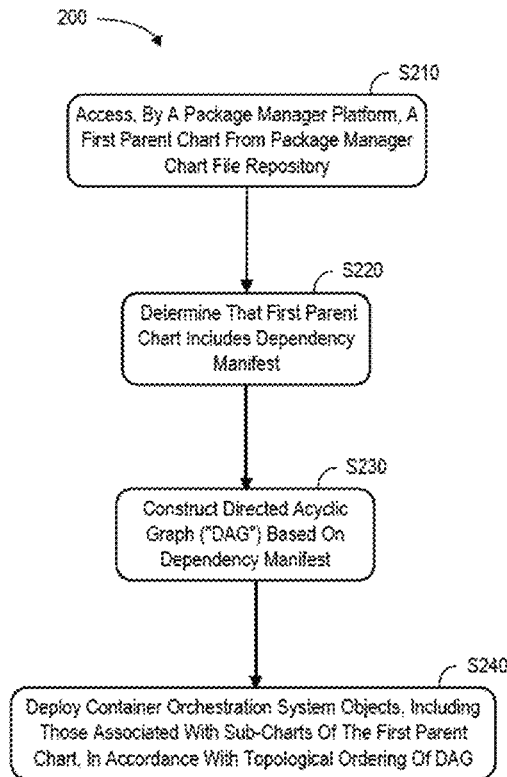 200
S210
Access, By A Package Manager Platform, A
First Parent Chart From Package Manager
Chart File Repository
S220
Determine That First Parent
Chart Includes Dependency
Manifest
S230
Construct Directed Acyclic
Graph ("DAG") Based On
Dependency Manifest
S240
Deploy Container Orchestration System Objects, Including
Those Associated With Sub-Charts Of The First Parent
Chart, In Accordance With Topological Ordering Of DAG